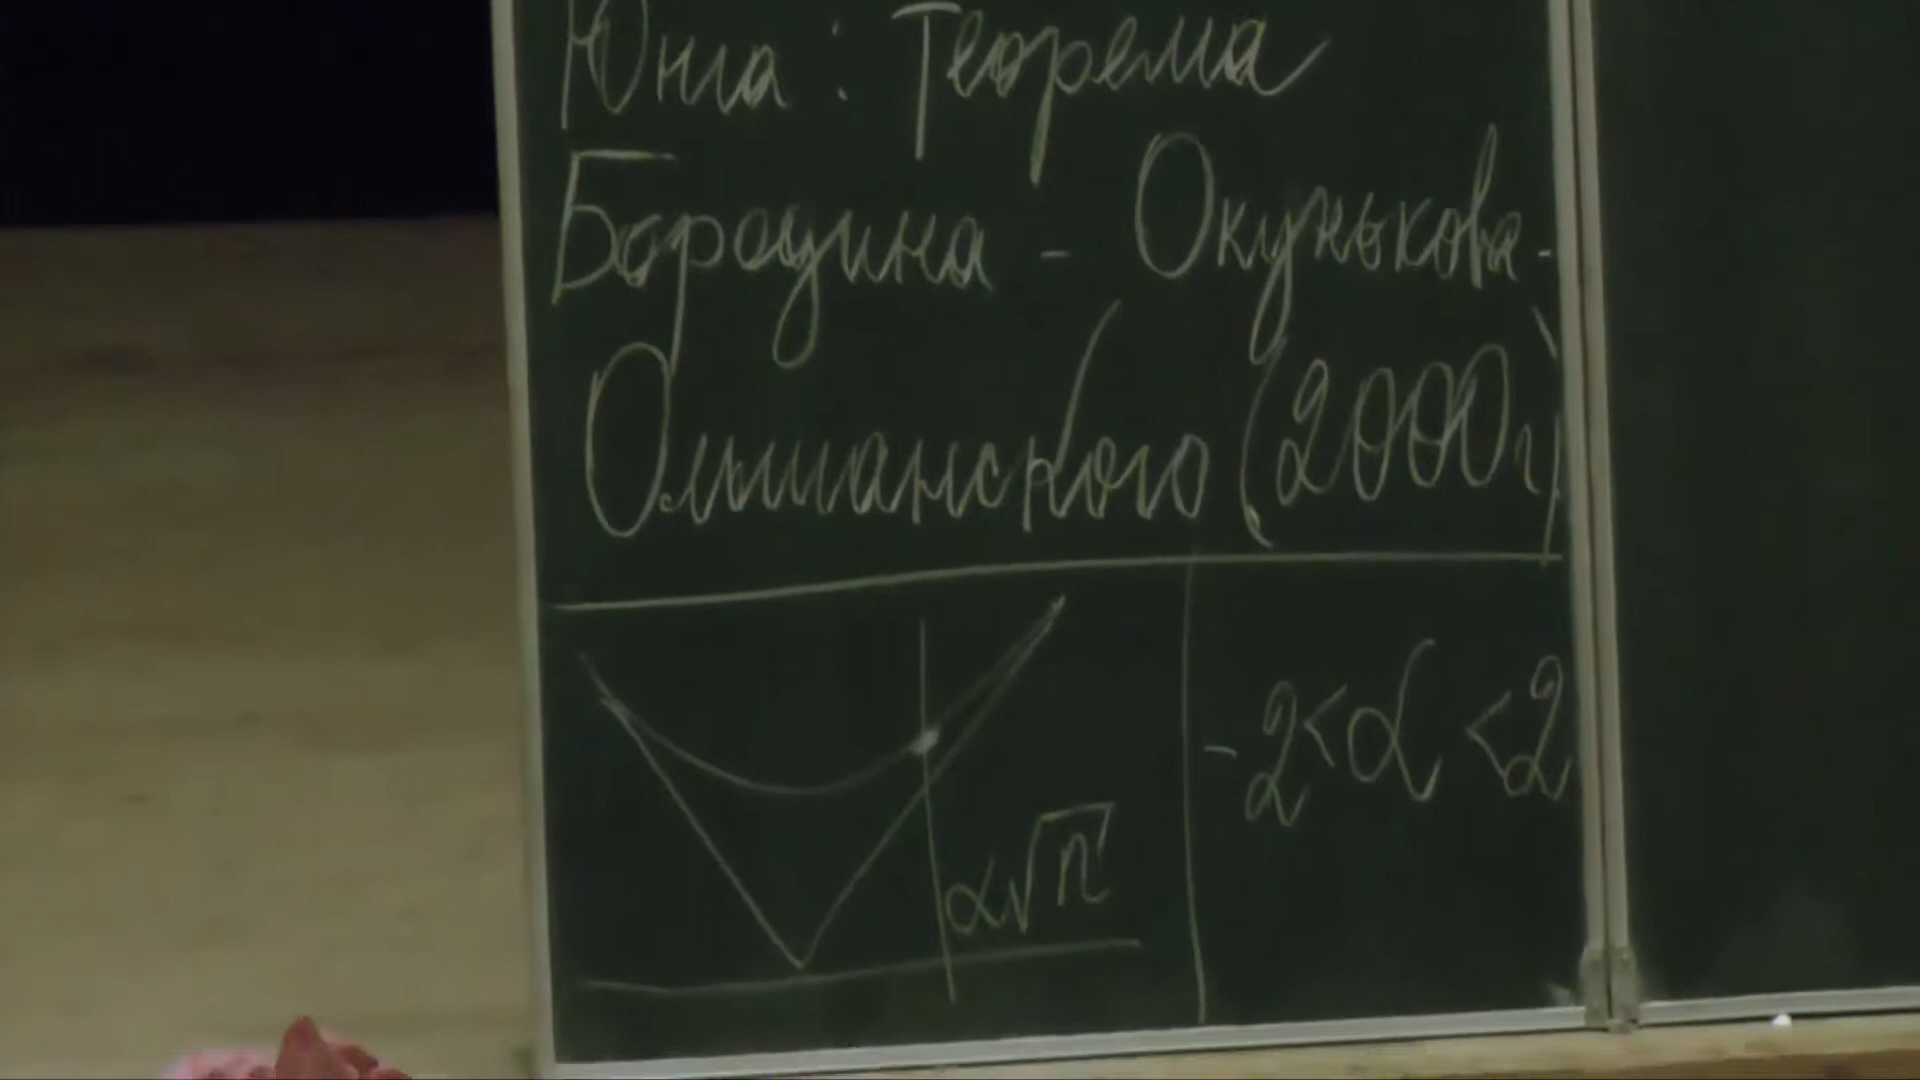 Юнга: Теорема
Бородина - Окунькова -
Ольшанского (2000г)
α√n
-2<α<2